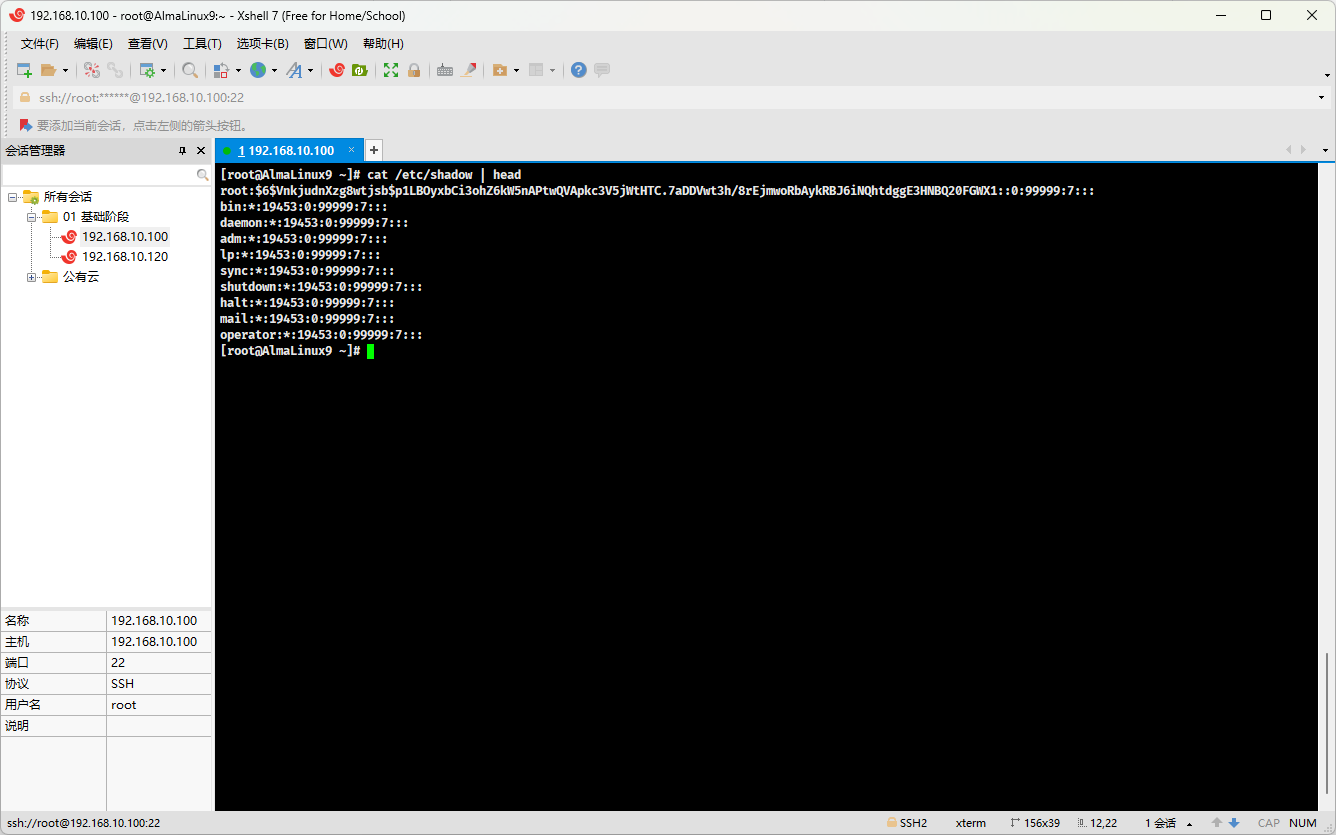 192.168.10.100 - root@AlmaLinux9:~ - Xshell 7 (Free for Home/School)
文件(F) 编辑(E) 查看(V) 工具(T) 选项卡(B) 窗口(W) 帮助(H)
ssh://root:******@192.168.10.100:22
要添加当前会话，点击左侧的箭头按钮。
会话管理器
1 192.168.10.100
所有会话
01 基础阶段
192.168.10.100
192.168.10.120
公有云
[root@AlmaLinux9 ~]# cat /etc/shadow | head
root:$6$VnkjudnXzg8wtjsb$p1LBOyxbCi3ohZ6kW5nAPtwQVApkc3V5jWtHTC.7aDDVwt3h/8rEjmwoRbAykRBJ6iNQhtdggE3HNBQ20FGWX1::0:99999:7:::
bin:*:19453:0:99999:7:::
daemon:*:19453:0:99999:7:::
adm:*:19453:0:99999:7:::
lp:*:19453:0:99999:7:::
sync:*:19453:0:99999:7:::
shutdown:*:19453:0:99999:7:::
halt:*:19453:0:99999:7:::
mail:*:19453:0:99999:7:::
operator:*:19453:0:99999:7:::
[root@AlmaLinux9 ~]#
名称 192.168.10.100
主机 192.168.10.100
端口 22
协议 SSH
用户名 root
说明
ssh://root@192.168.10.100:22 SSH2 xterm 156x39 12,22 1 会话 CAP NUM